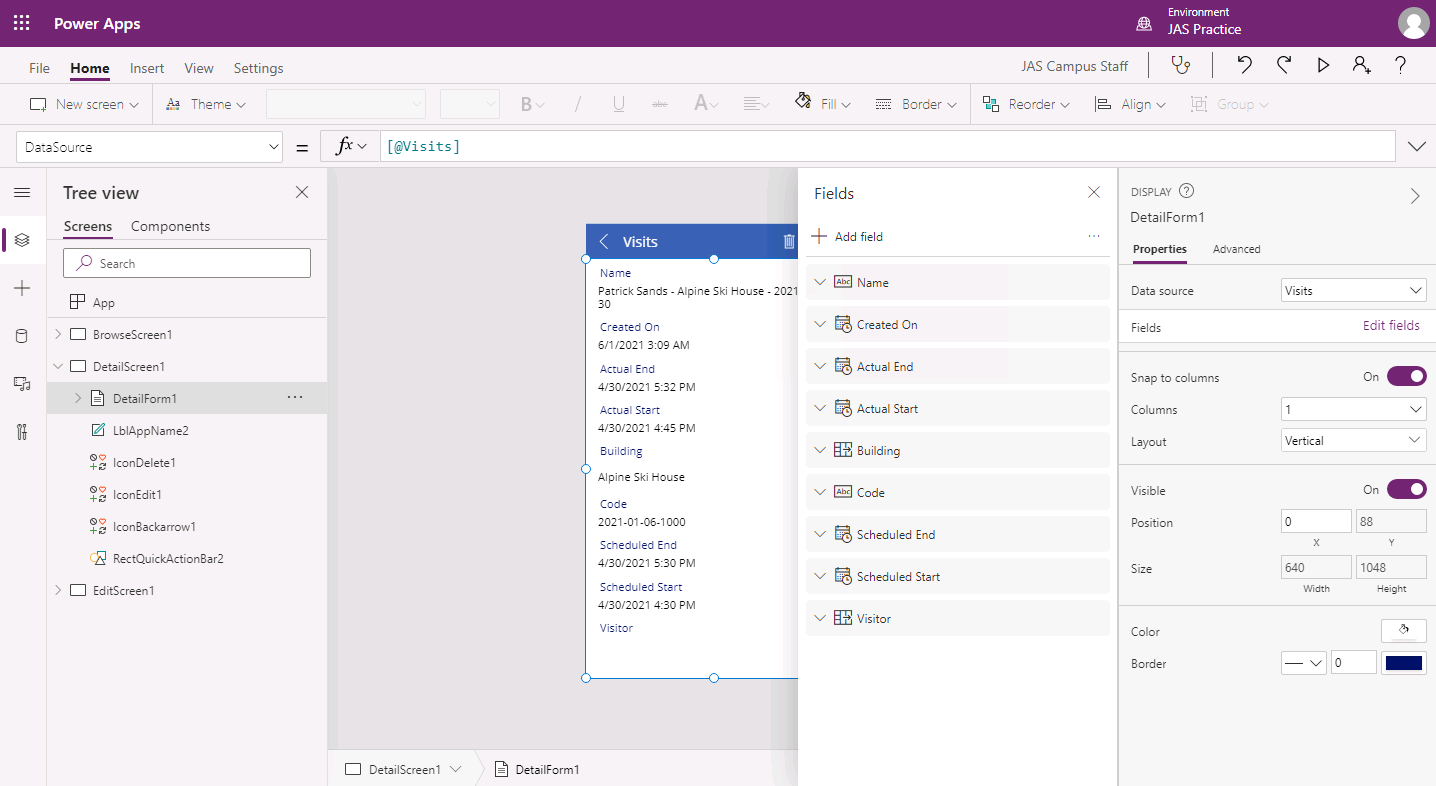 Power Apps
Environment
JAS Practice
File Home Insert View Settings
JAS Campus Staff
New screen Theme B / U abc A Fill Border Reorder Align Group
DataSource = fx [@Visits]
Tree view
Screens Components
Search
App
BrowseScreen1
DetailScreen1
DetailForm1
LblAppName2
IconDelete1
IconEdit1
IconBackarrow1
RectQuickActionBar2
EditScreen1
Visits
Name
Patrick Sands - Alpine Ski House - 2021
30
Created On
6/1/2021 3:09 AM
Actual End
4/30/2021 5:32 PM
Actual Start
4/30/2021 4:45 PM
Building
Alpine Ski House
Code
2021-01-06-1000
Scheduled End
4/30/2021 5:30 PM
Scheduled Start
4/30/2021 4:30 PM
Visitor
DetailScreen1 DetailForm1
Fields
Add field
Abc Name
Created On
Actual End
Actual Start
Building
Abc Code
Scheduled End
Scheduled Start
Visitor
DISPLAY ?
DetailForm1
Properties Advanced
Data source Visits
Fields Edit fields
Snap to columns On
Columns 1
Layout Vertical
Visible On
Position 0 88
X Y
Size 640 1048
Width Height
Color
Border 0